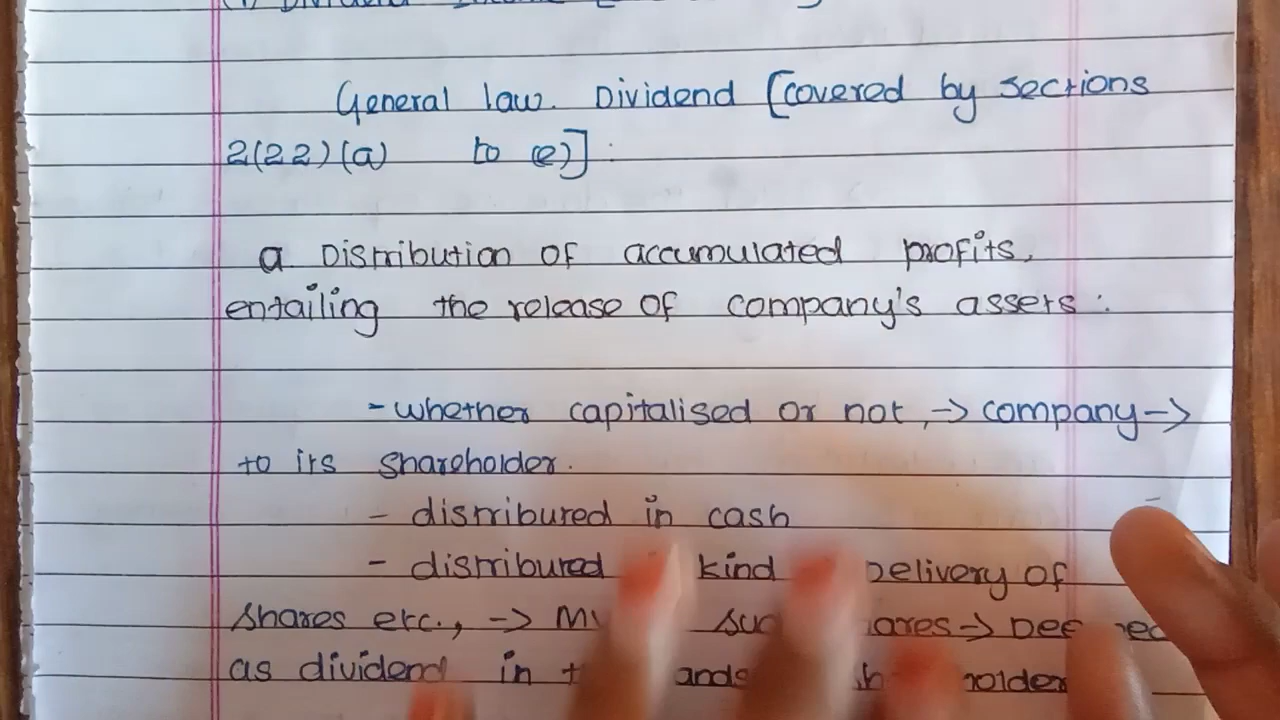 General law. Dividend [covered by sections
2(22)(a) to (e)]:
a Distribution of accumulated profits,
entailing the release of company's assets:
- whether capitalised or not, -> company ->
to its shareholder.
- distributed in cash
- distributed kind Delivery of
shares etc., ->
as dividend in